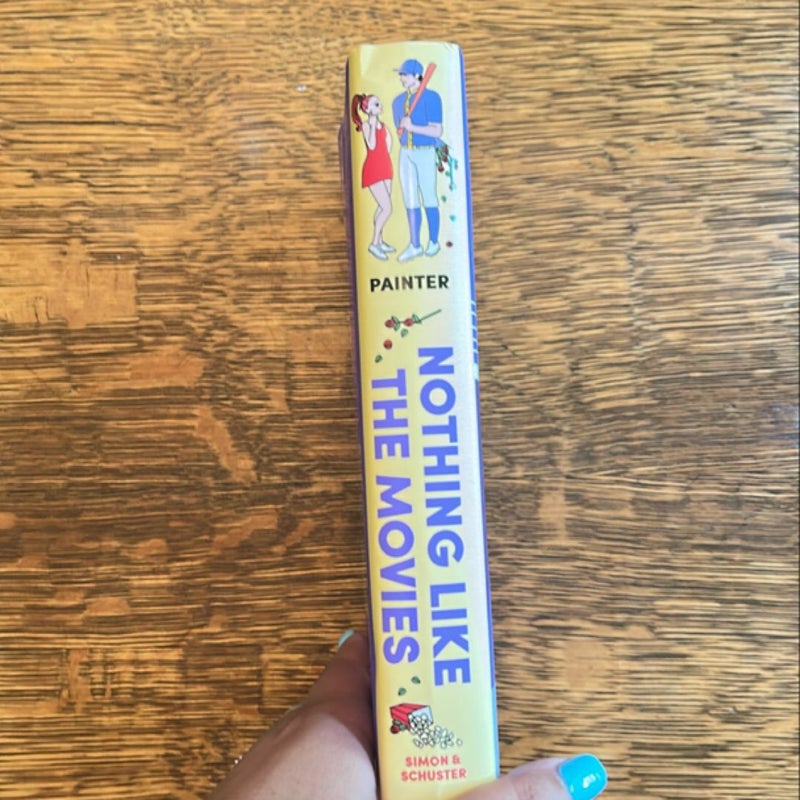 PAINTER
NOTHING LIKE
THE MOVIES
SIMON &
SCHUSTER